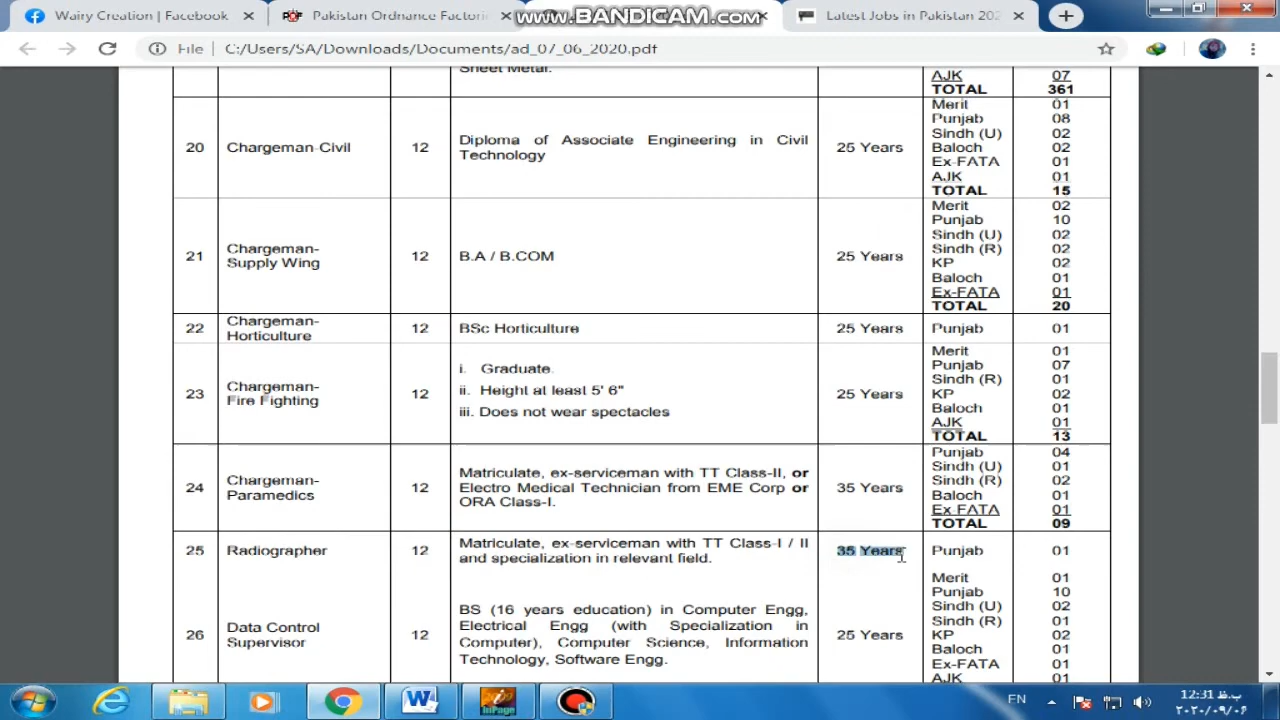 Wairy Creation | Facebook
Pakistan Ordnance Factorie
www.BANDICAM.com
Latest Jobs in Pakistan 202
File
C:/Users/SA/Downloads/Documents/ad_07_06_2020.pdf
Sheet Metal.
AJK 07
TOTAL 361
20 Chargeman-Civil 12 Diploma of Associate Engineering in Civil Technology 25 Years
Merit 01
Punjab 08
Sindh (U) 02
Baloch 02
Ex-FATA 01
AJK 01
TOTAL 15
21 Chargeman-Supply Wing 12 B.A / B.COM 25 Years
Merit 02
Punjab 10
Sindh (U) 02
Sindh (R) 02
KP 02
Baloch 01
Ex-FATA 01
TOTAL 20
22 Chargeman-Horticulture 12 BSc Horticulture 25 Years Punjab 01
23 Chargeman-Fire Fighting 12
i. Graduate.
ii. Height at least 5' 6"
iii. Does not wear spectacles
25 Years
Merit 01
Punjab 07
Sindh (R) 01
KP 02
Baloch 01
AJK 01
TOTAL 13
24 Chargeman-Paramedics 12
Matriculate, ex-serviceman with TT Class-II, or
Electro Medical Technician from EME Corp or
ORA Class-I.
35 Years
Punjab 04
Sindh (U) 01
Sindh (R) 02
Baloch 01
Ex-FATA 01
TOTAL 09
25 Radiographer 12
Matriculate, ex-serviceman with TT Class-I / II
and specialization in relevant field.
35 Years Punjab 01
26 Data Control Supervisor 12
BS (16 years education) in Computer Engg,
Electrical Engg (with Specialization in
Computer), Computer Science, Information
Technology, Software Engg.
25 Years
Merit 01
Punjab 10
Sindh (U) 02
Sindh (R) 01
KP 02
Baloch 01
Ex-FATA 01
AJK 01
InPage
EN
12:31 ب.ظ
۲۰۲۰/۰۹/۰۶